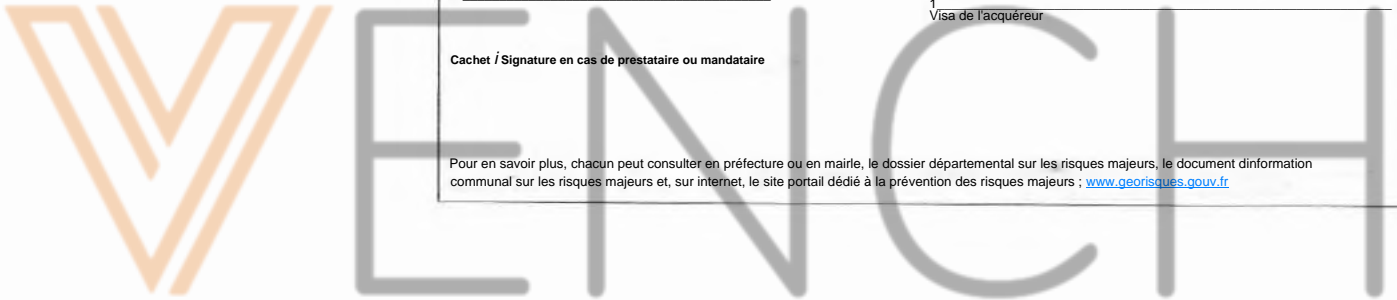 1
Visa de l'acquéreur
Cachet / Signature en cas de prestataire ou mandataire
Pour en savoir plus, chacun peut consulter en préfecture ou en mairle, le dossier départemental sur les risques majeurs, le document dinformation
communal sur les risques majeurs et, sur internet, le site portail dédié à la prévention des risques majeurs ; www.georisques.gouv.fr
VENCH